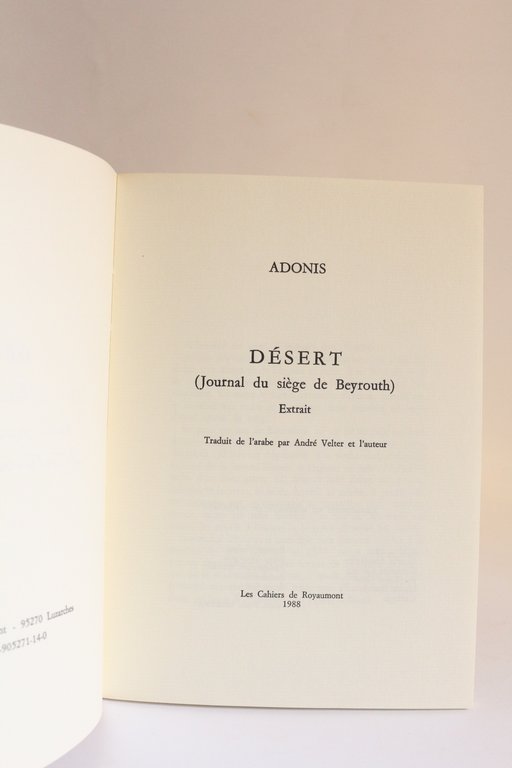 nt - 95270 Luzarches
-905271-14-0
ADONIS
DÉSERT
(Journal du siège de Beyrouth)
Extrait
Traduit de l'arabe par André Velter et l'auteur
Les Cahiers de Royaumont
1988